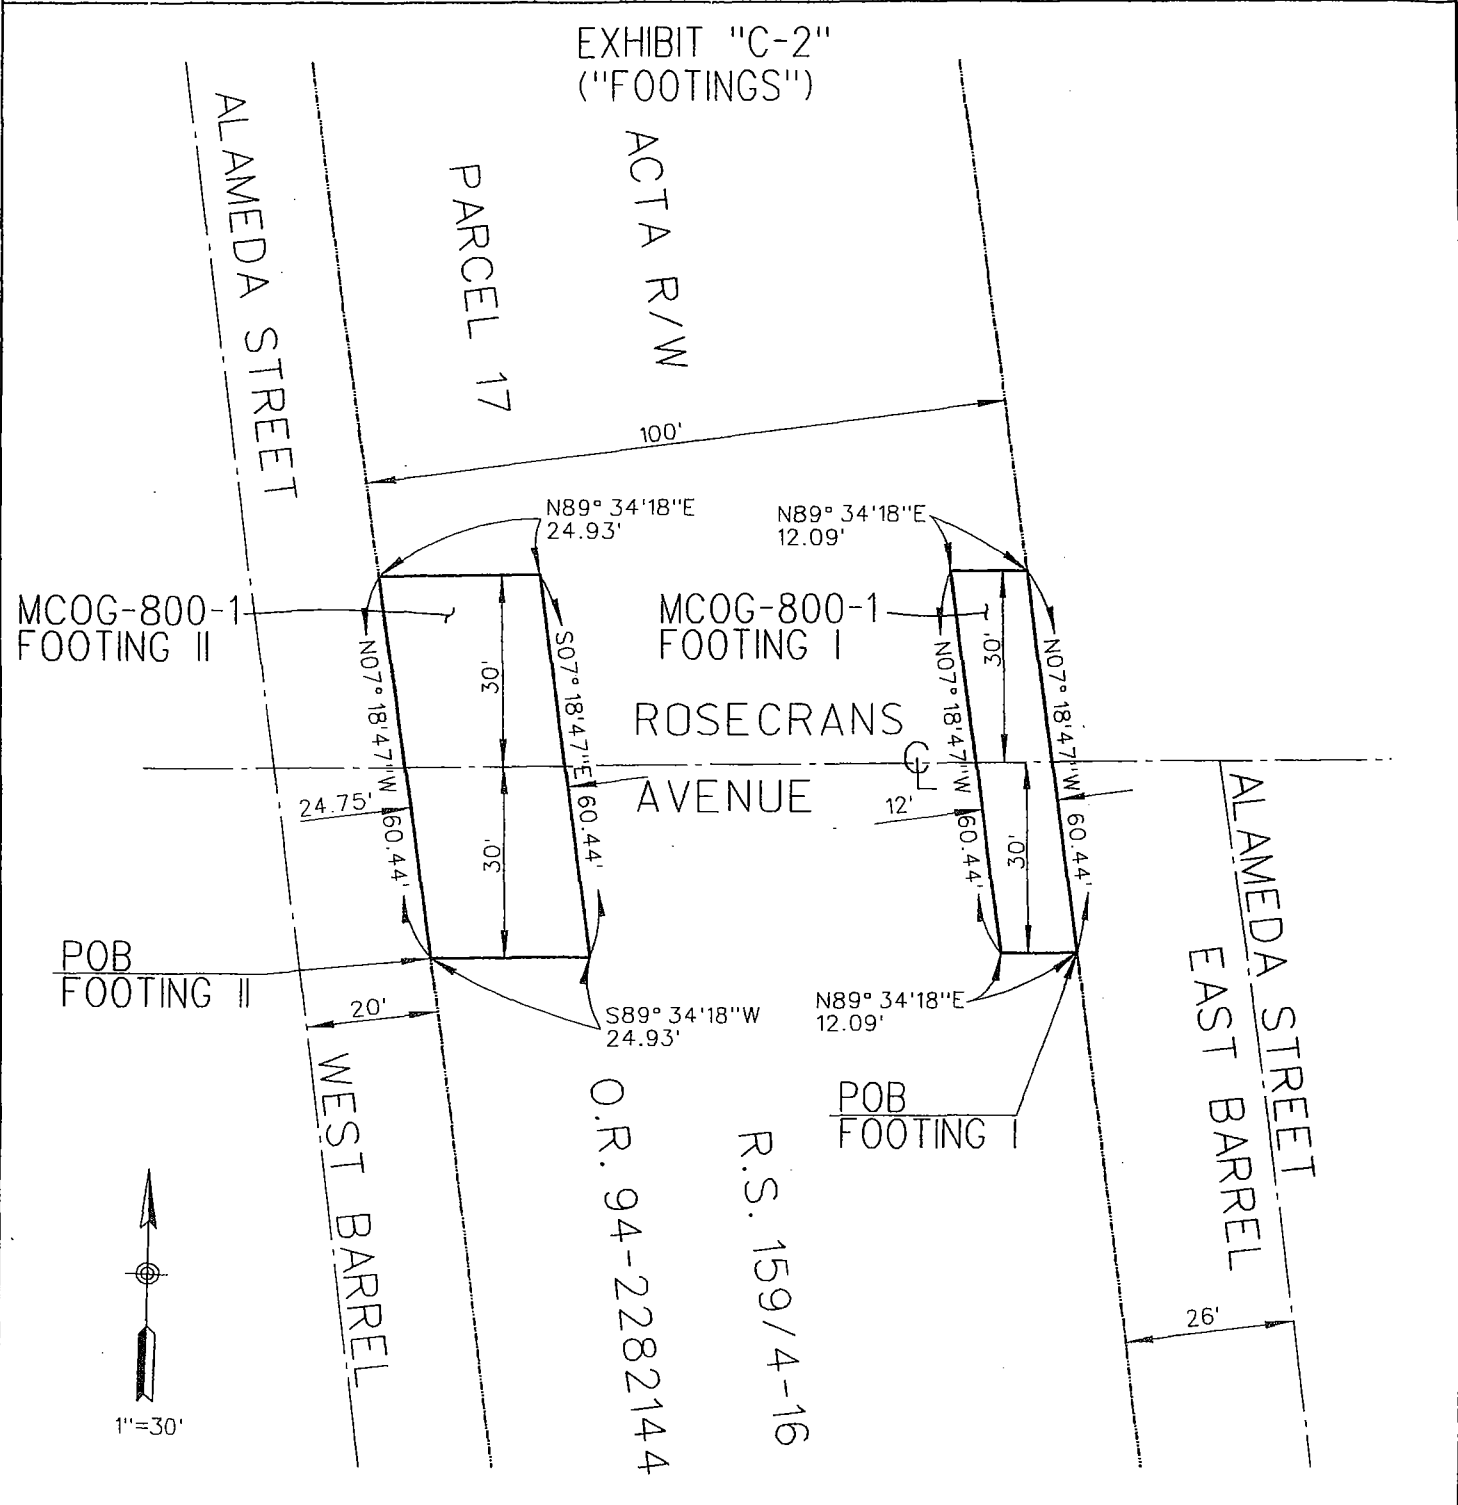 EXHIBIT "C-2"
("FOOTINGS")
ALAMEDA STREET
PARCEL 17
ACTA R/W
100'
N89° 34'18"E
24.93'
N89° 34'18"E
12.09'
MCOG-800-1
FOOTING II
MCOG-800-1
FOOTING I
N07° 18'47"W 60.44'
30'
30'
S07° 18'47"E 60.44'
N07° 18'47"W 60.44'
30'
30'
N07° 18'47"W 60.44'
ROSECRANS
AVENUE
CL
24.75'
12'
POB
FOOTING II
20'
S89° 34'18"W
24.93'
N89° 34'18"E
12.09'
POB
FOOTING I
ALAMEDA STREET
EAST BARREL
WEST BARREL
O.R. 94-2282144
R.S. 159/4-16
26'
1"=30'